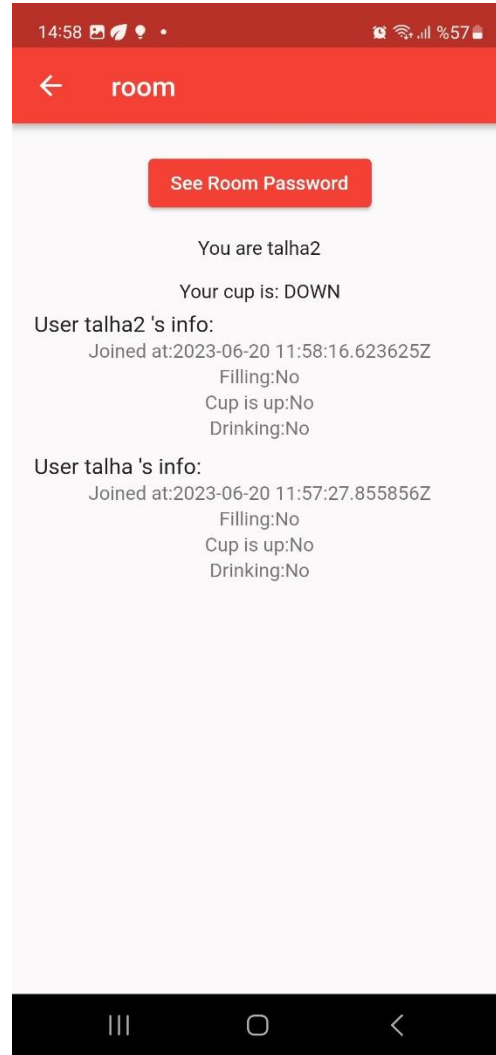 14:58 %57
room
See Room Password
You are talha2
Your cup is: DOWN
User talha2 's info:
Joined at:2023-06-20 11:58:16.623625Z
Filling:No
Cup is up:No
Drinking:No
User talha 's info:
Joined at:2023-06-20 11:57:27.855856Z
Filling:No
Cup is up:No
Drinking:No